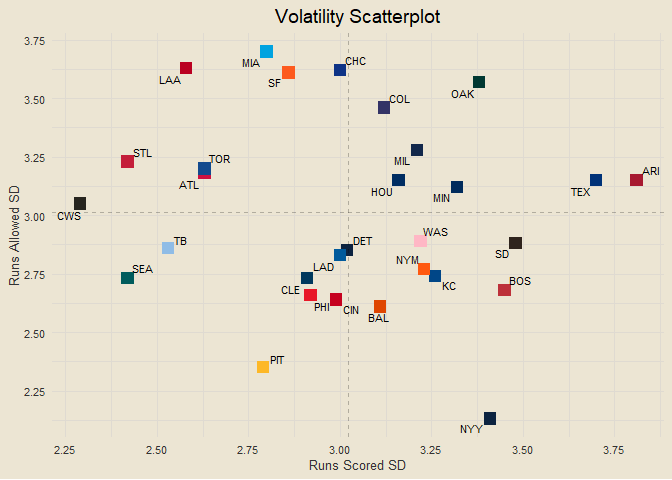 Volatility Scatterplot
3.75
3.50
3.25
3.00
2.75
2.50
2.25
Runs Allowed SD
MIA
CHC
LAA
SF
OAK
COL
STL
TOR
MIL
ATL
HOU
MIN
TEX
ARI
CWS
TB
DET
WAS
SD
SEA
LAD
NYM
KC
BOS
CLE
PHI
CIN
BAL
PIT
NYY
2.25
2.50
2.75
3.00
3.25
3.50
3.75
Runs Scored SD